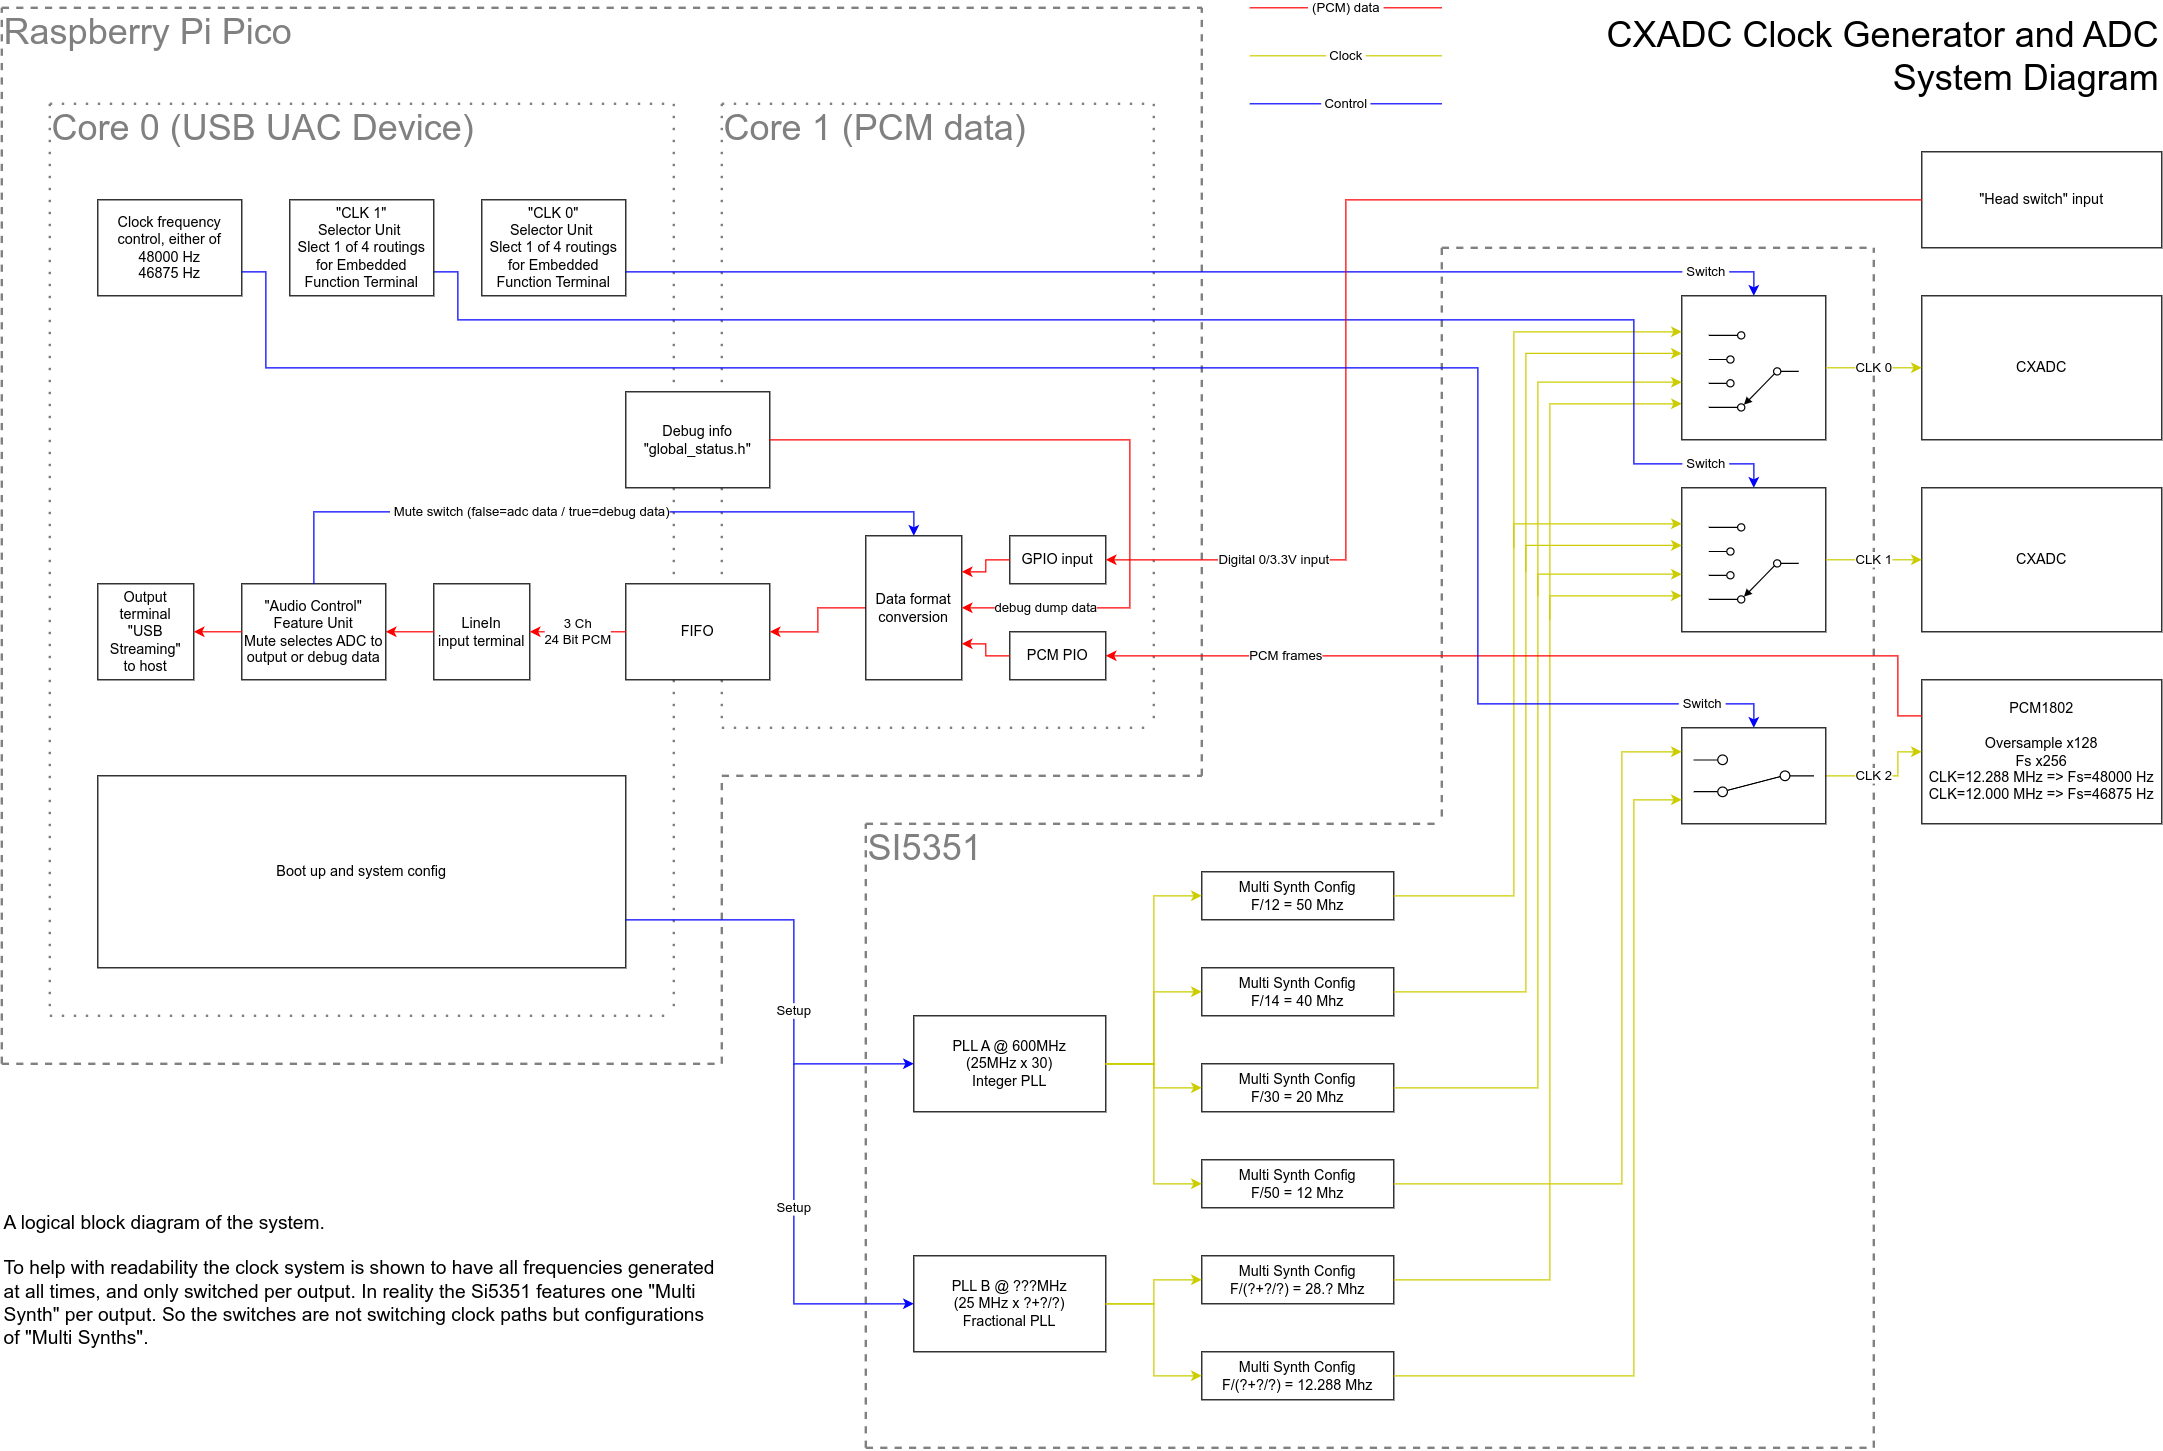 Raspberry Pi Pico
(PCM) data
Clock
Control
CXADC Clock Generator and ADC
System Diagram
Core 0 (USB UAC Device)
Core 1 (PCM data)
Clock frequency
control, either of
48000 Hz
46875 Hz
"CLK 1"
Selector Unit
Slect 1 of 4 routings
for Embedded
Function Terminal
"CLK 0"
Selector Unit
Slect 1 of 4 routings
for Embedded
Function Terminal
"Head switch" input
Switch
CLK 0
CXADC
Debug info
"global_status.h"
Switch
CLK 1
CXADC
Mute switch (false=adc data / true=debug data)
Output
terminal
"USB
Streaming"
to host
"Audio Control"
Feature Unit
Mute selectes ADC to
output or debug data
LineIn
input terminal
3 Ch
24 Bit PCM
FIFO
Data format
conversion
GPIO input
Digital 0/3.3V input
debug dump data
PCM PIO
PCM frames
Switch
CLK 2
PCM1802
Oversample x128
Fs x256
CLK=12.288 MHz => Fs=48000 Hz
CLK=12.000 MHz => Fs=46875 Hz
Boot up and system config
SI5351
Setup
Setup
PLL A @ 600MHz
(25MHz x 30)
Integer PLL
Multi Synth Config
F/12 = 50 Mhz
Multi Synth Config
F/14 = 40 Mhz
Multi Synth Config
F/30 = 20 Mhz
Multi Synth Config
F/50 = 12 Mhz
PLL B @ ???MHz
(25 MHz x ?+?/?)
Fractional PLL
Multi Synth Config
F/(?+?/?) = 28.? Mhz
Multi Synth Config
F/(?+?/?) = 12.288 Mhz
A logical block diagram of the system.
To help with readability the clock system is shown to have all frequencies generated
at all times, and only switched per output. In reality the Si5351 features one "Multi
Synth" per output. So the switches are not switching clock paths but configurations
of "Multi Synths".